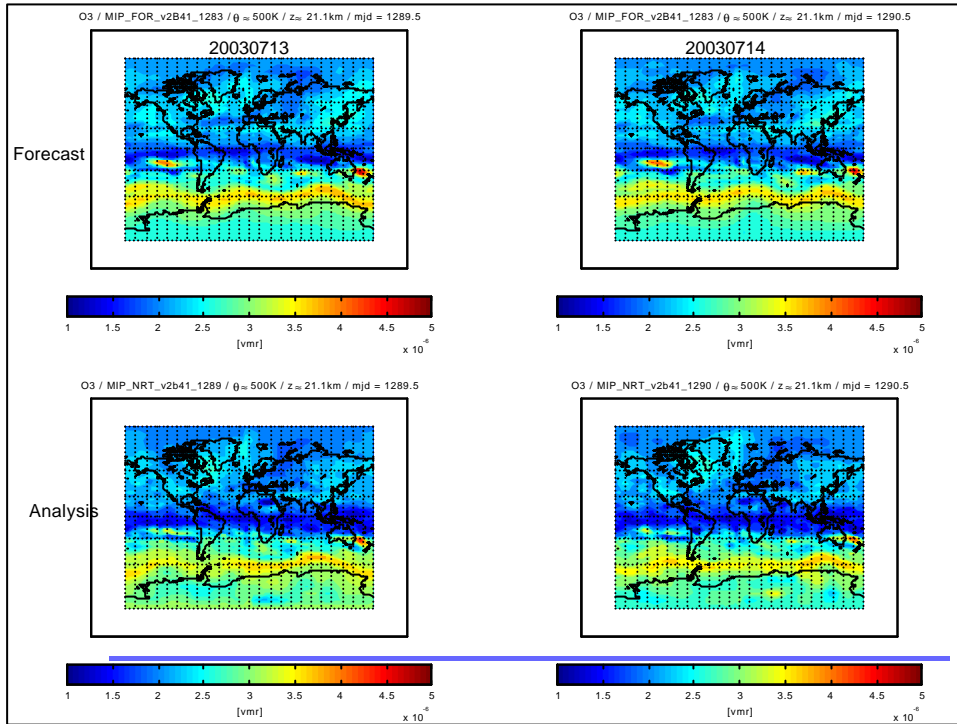 O3 / MIP_FOR_v2B41_1283 / θ ≈ 500K / z≈ 21.1km / mjd = 1289.5
O3 / MIP_FOR_v2B41_1283 / θ ≈ 500K / z≈ 21.1km / mjd = 1290.5
20030713
20030714
Forecast
1 1.5 2 2.5 3 3.5 4 4.5 5
[vmr]
x 10-6
1 1.5 2 2.5 3 3.5 4 4.5 5
[vmr]
x 10-6
O3 / MIP_NRT_v2b41_1289 / θ ≈ 500K / z≈ 21.1km / mjd = 1289.5
O3 / MIP_NRT_v2b41_1290 / θ ≈ 500K / z≈ 21.1km / mjd = 1290.5
Analysis
1 1.5 2 2.5 3 3.5 4 4.5 5
[vmr]
x 10-6
1 1.5 2 2.5 3 3.5 4 4.5 5
[vmr]
x 10-6